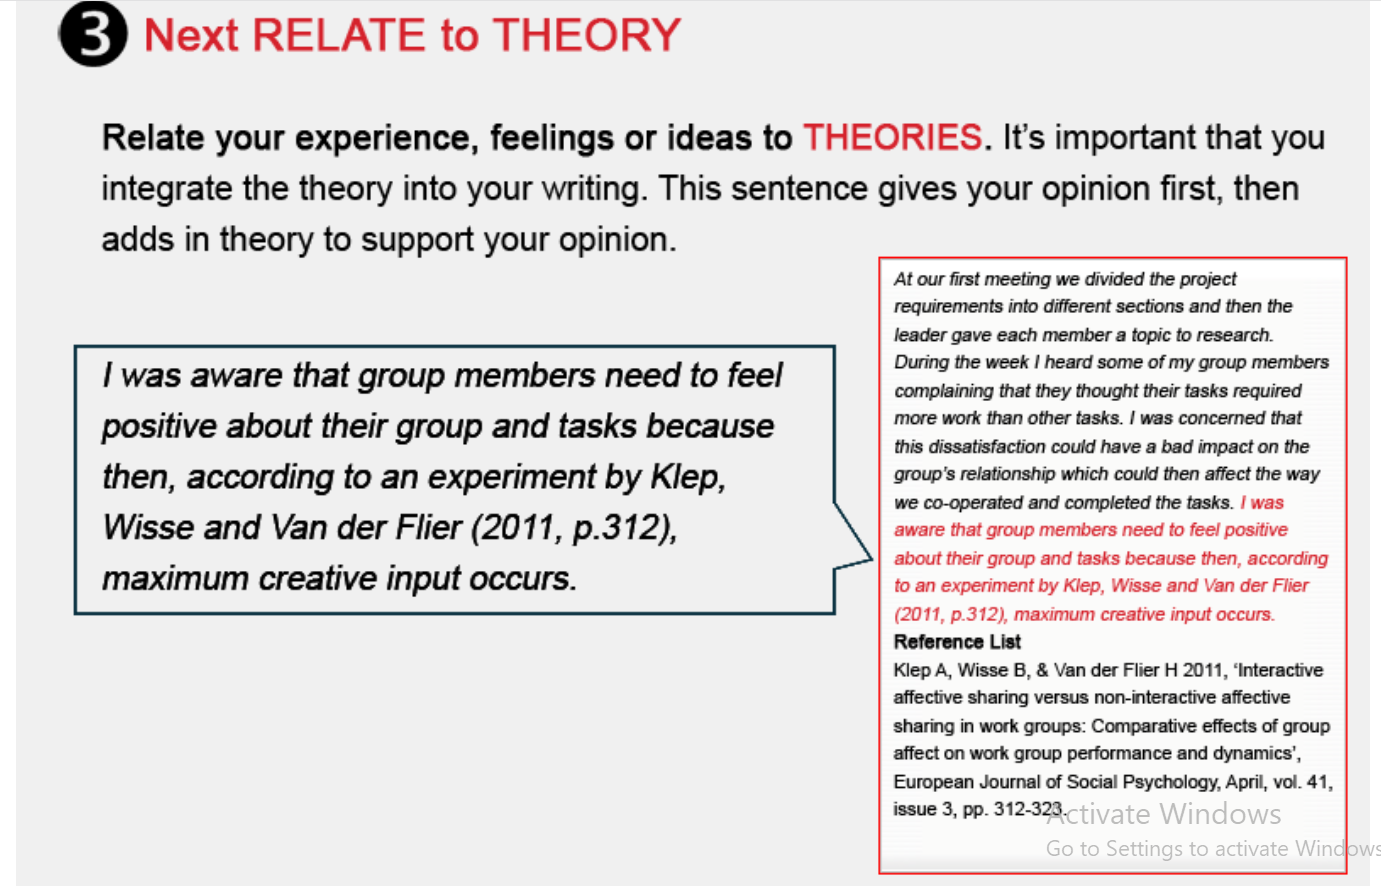 3 Next RELATE to THEORY
Relate your experience, feelings or ideas to THEORIES. It's important that you
integrate the theory into your writing. This sentence gives your opinion first, then
adds in theory to support your opinion.
I was aware that group members need to feel
positive about their group and tasks because
then, according to an experiment by Klep,
Wisse and Van der Flier (2011, p.312),
maximum creative input occurs.
At our first meeting we divided the project
requirements into different sections and then the
leader gave each member a topic to research.
During the week I heard some of my group members
complaining that they thought their tasks required
more work than other tasks. I was concerned that
this dissatisfaction could have a bad impact on the
group's relationship which could then affect the way
we co-operated and completed the tasks. I was
aware that group members need to feel positive
about their group and tasks because then, according
to an experiment by Klep, Wisse and Van der Flier
(2011, p.312), maximum creative input occurs.
Reference List
Klep A, Wisse B, & Van der Flier H 2011, 'Interactive
affective sharing versus non-interactive affective
sharing in work groups: Comparative effects of group
affect on work group performance and dynamics',
European Journal of Social Psychology, April, vol. 41,
issue 3, pp. 312-323.
Activate Windows
Go to Settings to activate Windows